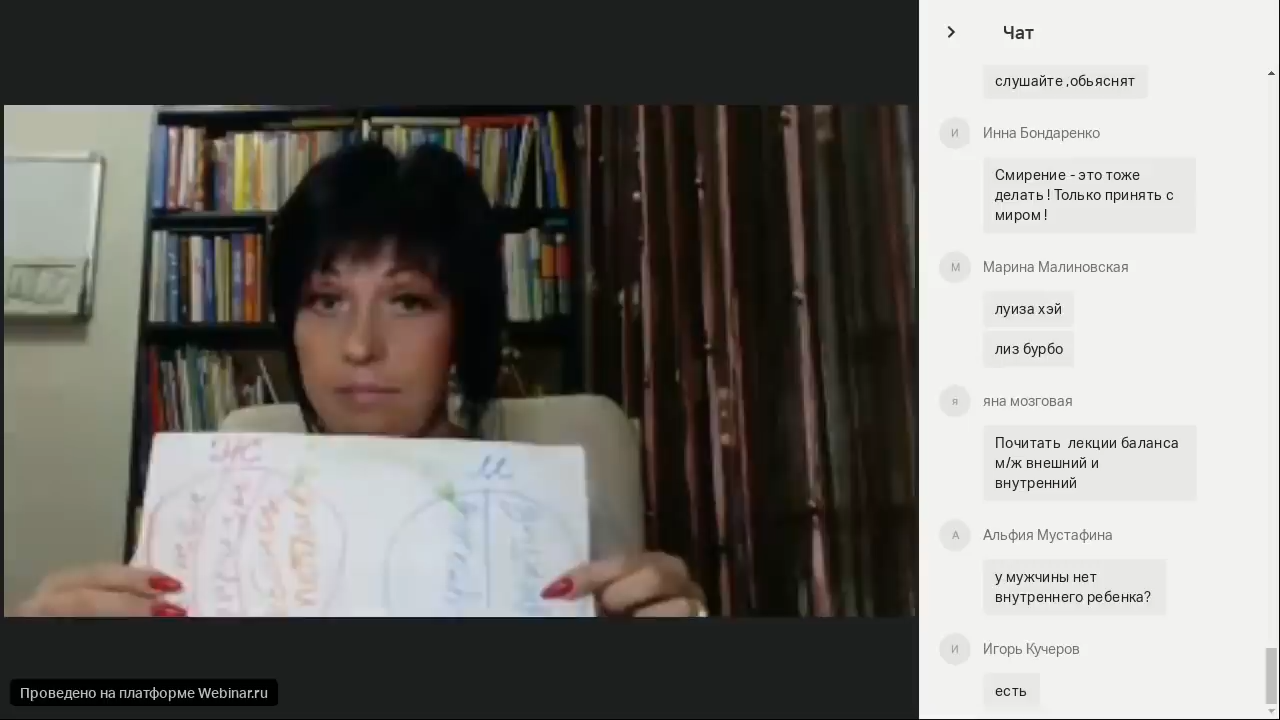 Чат
слушайте ,обьяснят
И
Инна Бондаренко
Смирение - это тоже
делать ! Только принять с
миром !
М
Марина Малиновская
луиза хэй
лиз бурбо
я
яна мозговая
Почитать лекции баланса
м/ж внешний и
внутренний
А
Альфия Мустафина
у мужчины нет
внутреннего ребенка?
И
Игорь Кучеров
есть
Ж
М
Проведено на платформе Webinar.ru